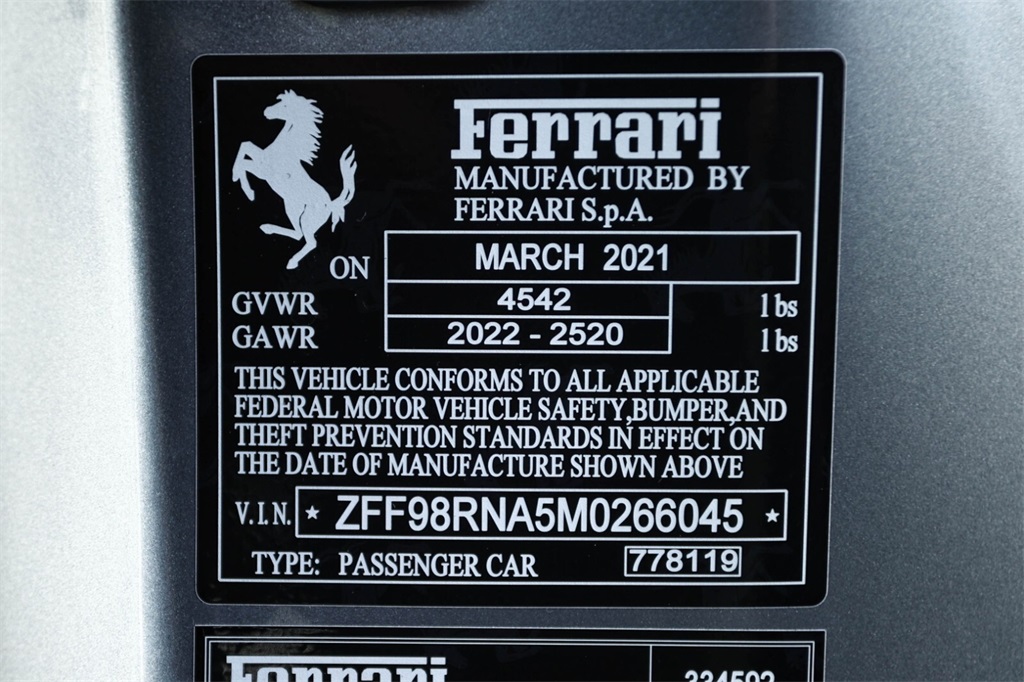 Ferrari
MANUFACTURED BY
FERRARI S.p.A.
ON MARCH 2021
GVWR 4542 lbs
GAWR 2022 - 2520 lbs
THIS VEHICLE CONFORMS TO ALL APPLICABLE
FEDERAL MOTOR VEHICLE SAFETY,BUMPER,AND
THEFT PREVENTION STANDARDS IN EFFECT ON
THE DATE OF MANUFACTURE SHOWN ABOVE
V.I.N. ★ ZFF98RNA5M0266045 ★
TYPE: PASSENGER CAR 778119
Ferrari